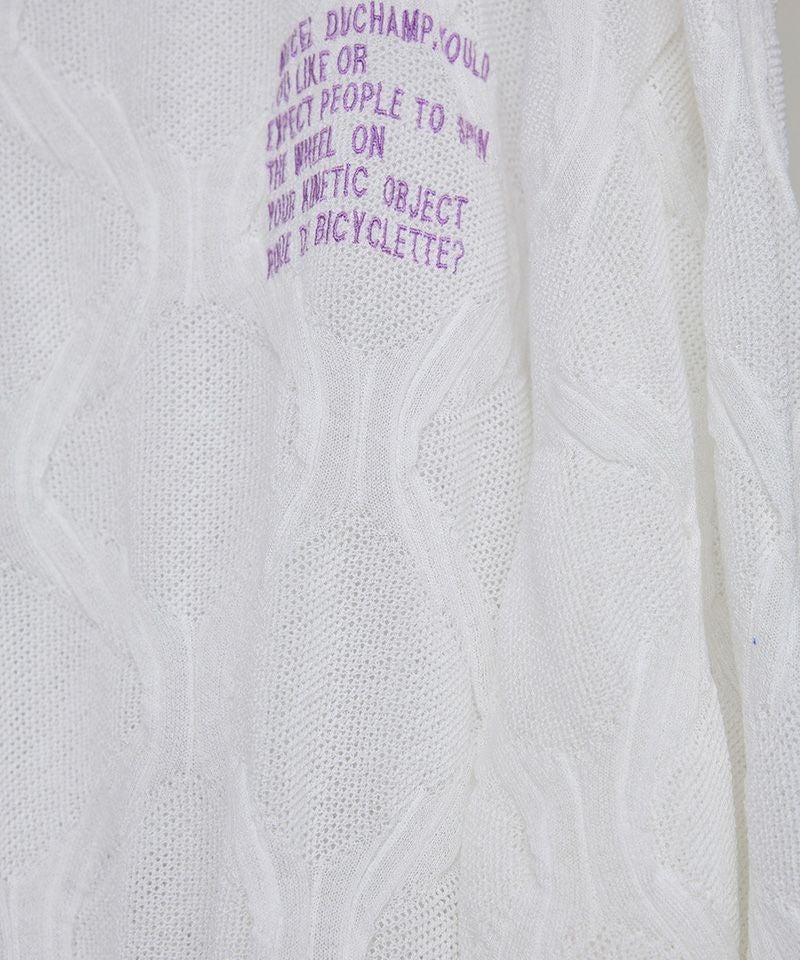 DUCHAMP, WOULD
LIKE OR
EXPECT PEOPLE TO SPIN
THE WHEEL ON
YOUR KINETIC OBJECT
BICYCLETTE?